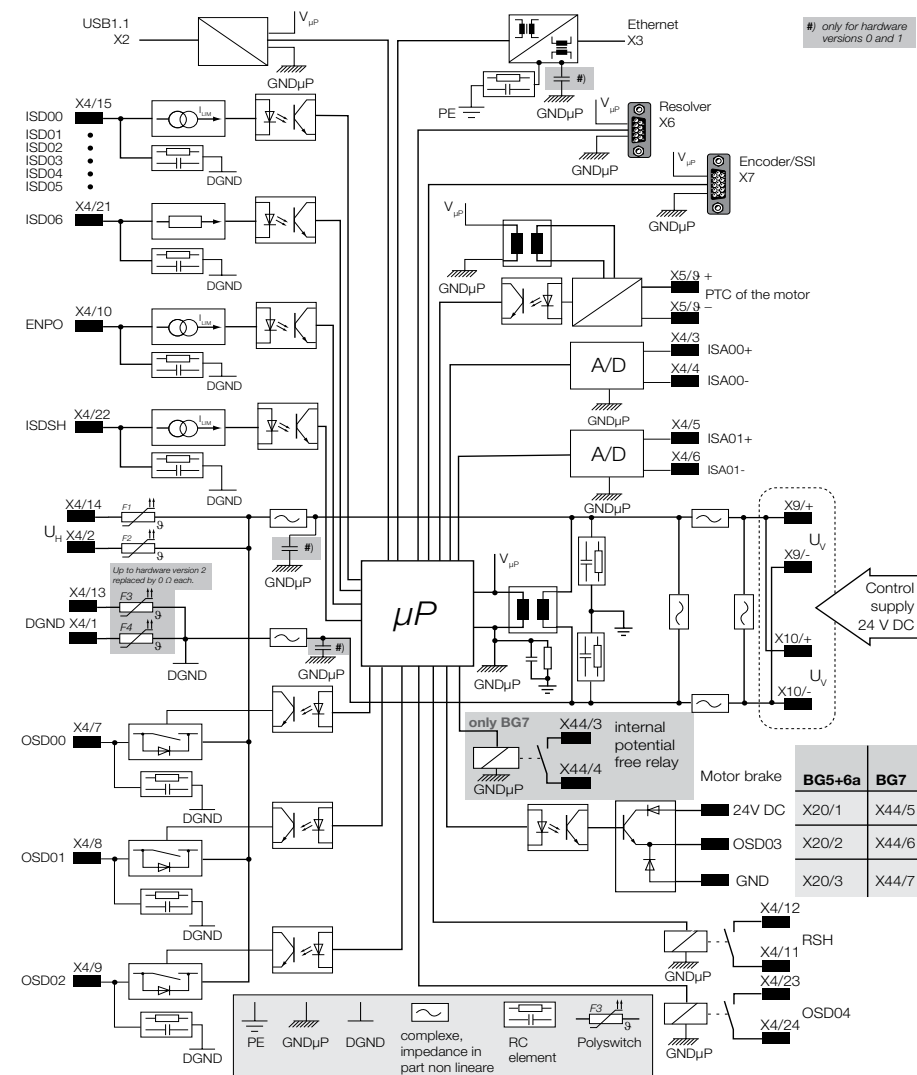 USB1.1
X2
VµP
GNDµP
Ethernet
X3
#) only for hardware
versions 0 and 1
#)
PE
GNDµP
ISD00
X4/15
ILIM
ISD01
ISD02
ISD03
ISD04
ISD05
DGND
VµP
Resolver
X6
GNDµP
VµP
Encoder/SSI
X7
GNDµP
ISD06
X4/21
DGND
VµP
GNDµP
X5/ϑ +
PTC of the motor
X5/ϑ –
ENPO
X4/10
ILIM
DGND
A/D
X4/3
ISA00+
X4/4
ISA00-
GNDµP
ISDSH
X4/22
ILIM
DGND
A/D
X4/5
ISA01+
X4/6
ISA01-
GNDµP
X4/14
F1
ϑ
UH
X4/2
F2
ϑ
#)
GNDµP
Up to hardware version 2
replaced by 0 Ω each.
X4/13
F3
ϑ
DGND
X4/1
F4
ϑ
DGND
#)
GNDµP
µP
VµP
GNDµP
X9/+
UV
X9/-
X10/+
UV
X10/-
Control
supply
24 V DC
OSD00
X4/7
DGND
only BG7
X44/3
X44/4
GNDµP
internal
potential
free relay
Motor brake
BG5+6a
BG7
24V DC
X20/1
X44/5
OSD03
X20/2
X44/6
GND
X20/3
X44/7
OSD01
X4/8
DGND
X4/12
RSH
X4/11
GNDµP
OSD02
X4/9
DGND
X4/23
OSD04
X4/24
GNDµP
PE
GNDµP
DGND
complexe,
impedance in
part non lineare
RC
element
F3
ϑ
Polyswitch